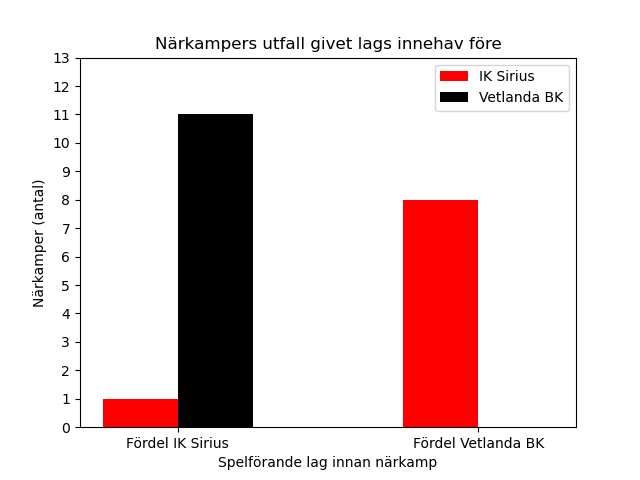 Närkampers utfall givet lags innehav före
IK Sirius
Vetlanda BK
Närkamper (antal)
13
12
11
10
9
8
7
6
5
4
3
2
1
0
Fördel IK Sirius
Fördel Vetlanda BK
Spelförande lag innan närkamp